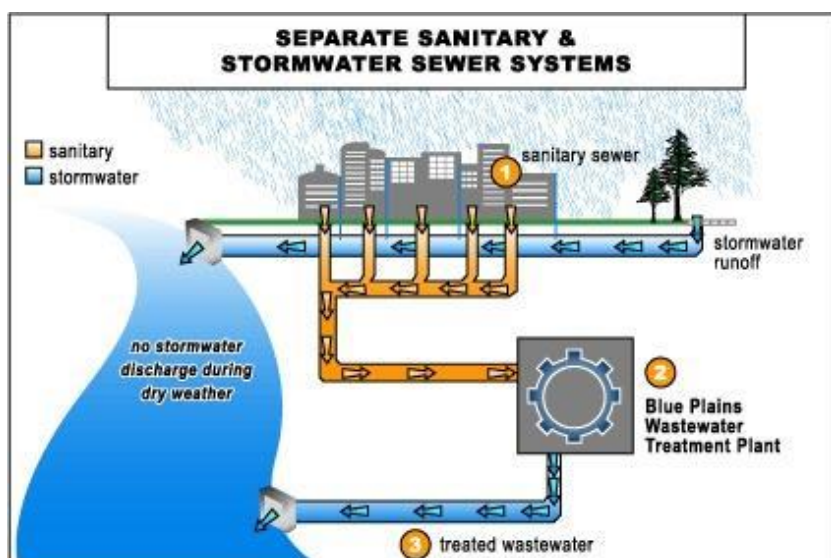 SEPARATE SANITARY &
STORMWATER SEWER SYSTEMS
sanitary
stormwater
1
sanitary sewer
stormwater
runoff
no stormwater
discharge during
dry weather
2
Blue Plains
Wastewater
Treatment Plant
3 treated wastewater